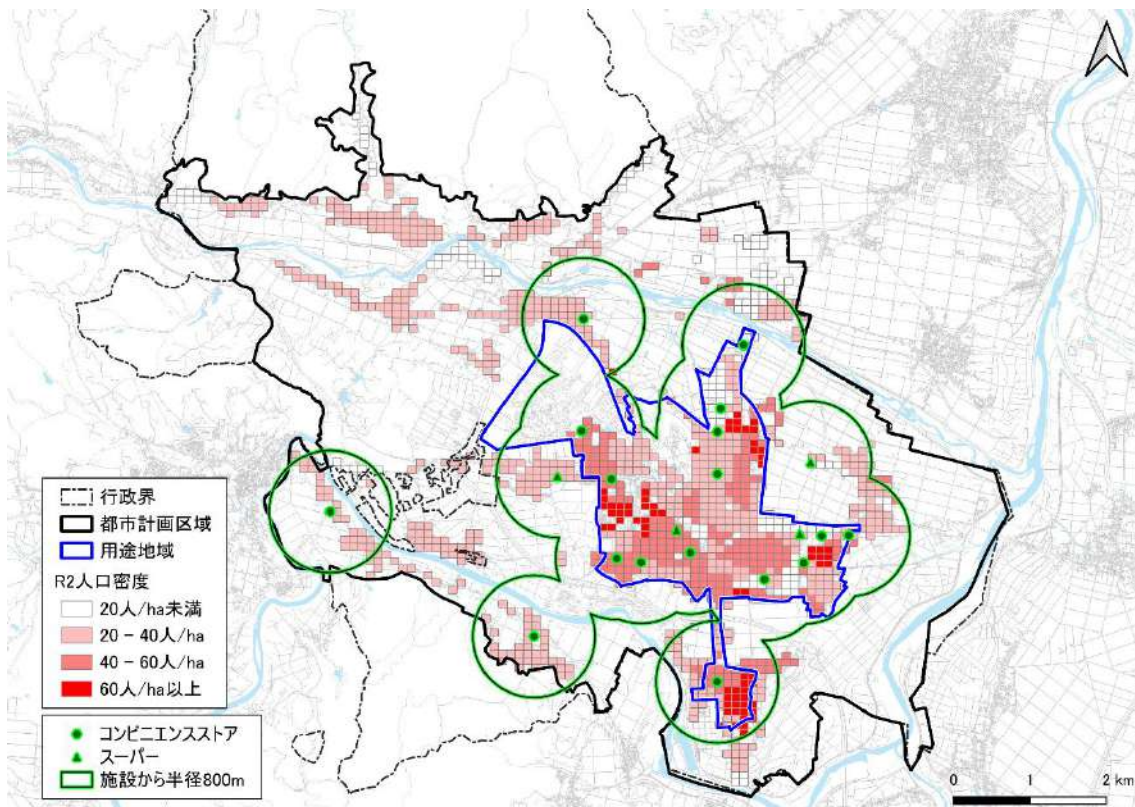 行政界
都市計画区域
用途地域
R2人口密度
20人/ha未満
20－40人/ha
40－60人/ha
60人/ha以上
コンビニエンスストア
スーパー
施設から半径800m
0 1 2 km